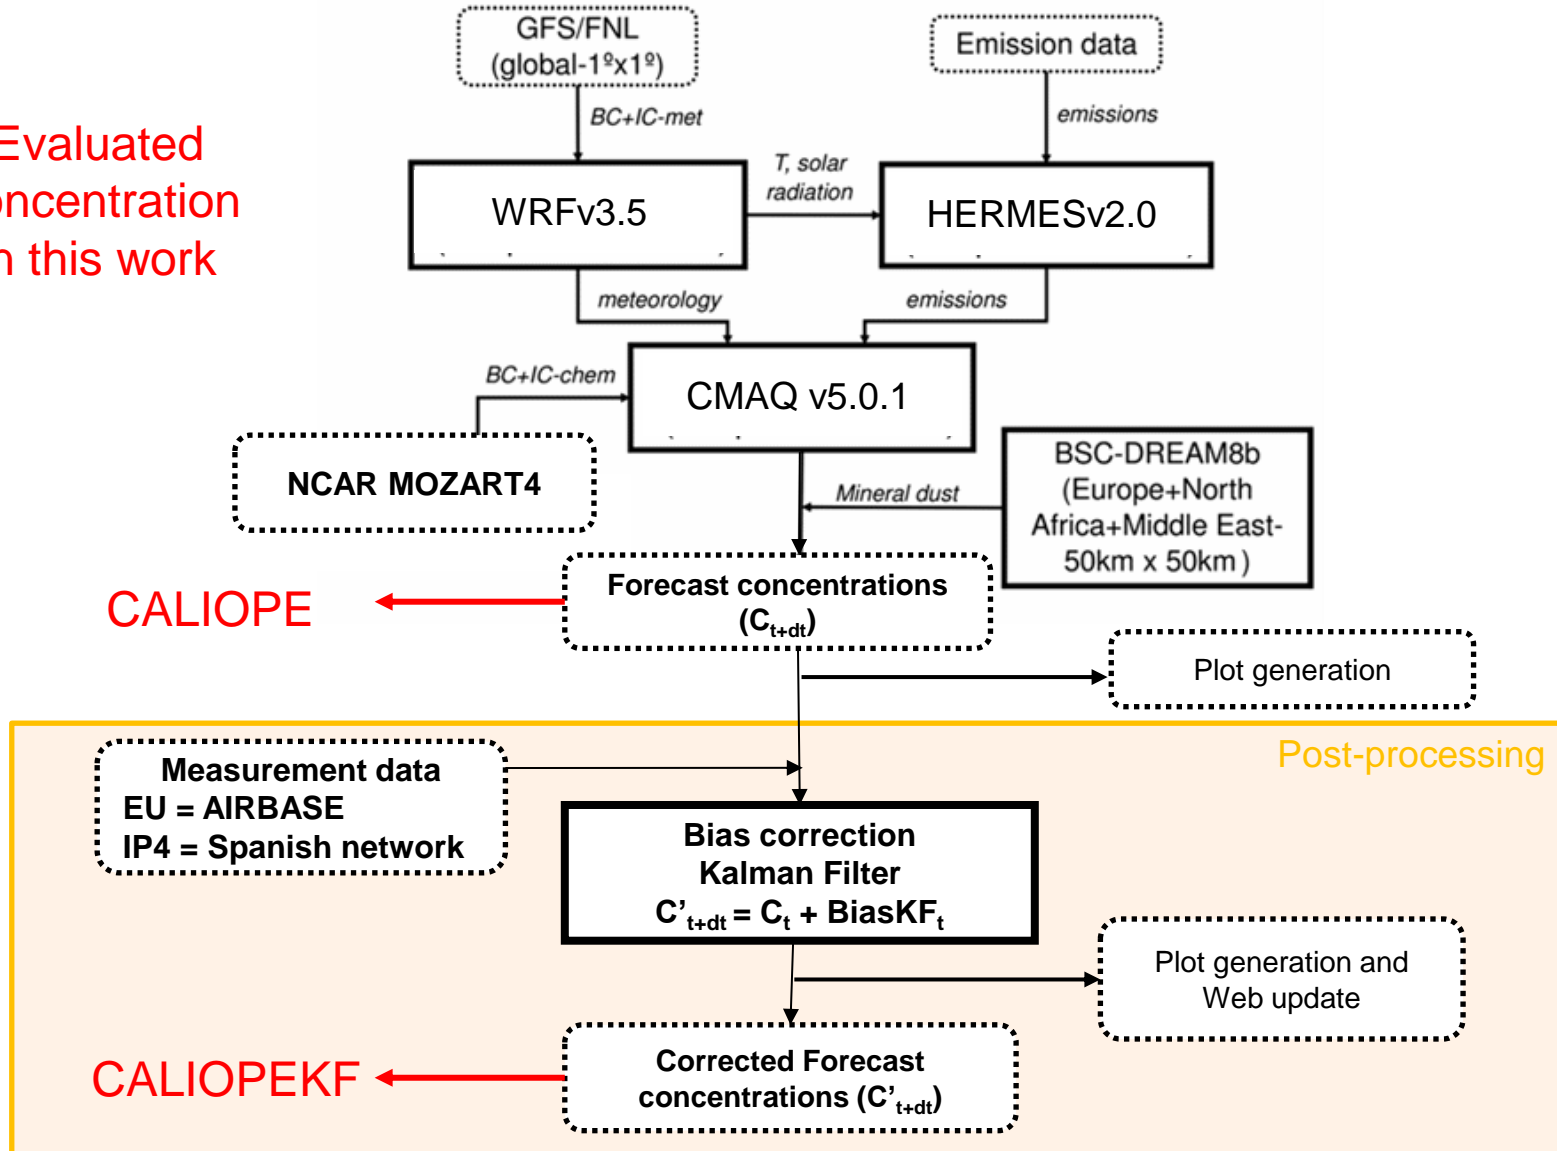 GFS/FNL
(global-1ºx1º)
Emission data
BC+IC-met
emissions
Evaluated
oncentration
n this work
T, solar
radiation
WRFv3.5
HERMESv2.0
meteorology
emissions
BC+IC-chem
CMAQ v5.0.1
NCAR MOZART4
Mineral dust
BSC-DREAM8b
(Europe+North
Africa+Middle East-
50km x 50km)
CALIOPE
Forecast concentrations
(Ct+dt)
Plot generation
Post-processing
Measurement data
EU = AIRBASE
IP4 = Spanish network
Bias correction
Kalman Filter
C’t+dt = Ct + BiasKFt
Plot generation and
Web update
CALIOPEKF
Corrected Forecast
concentrations (C’t+dt)